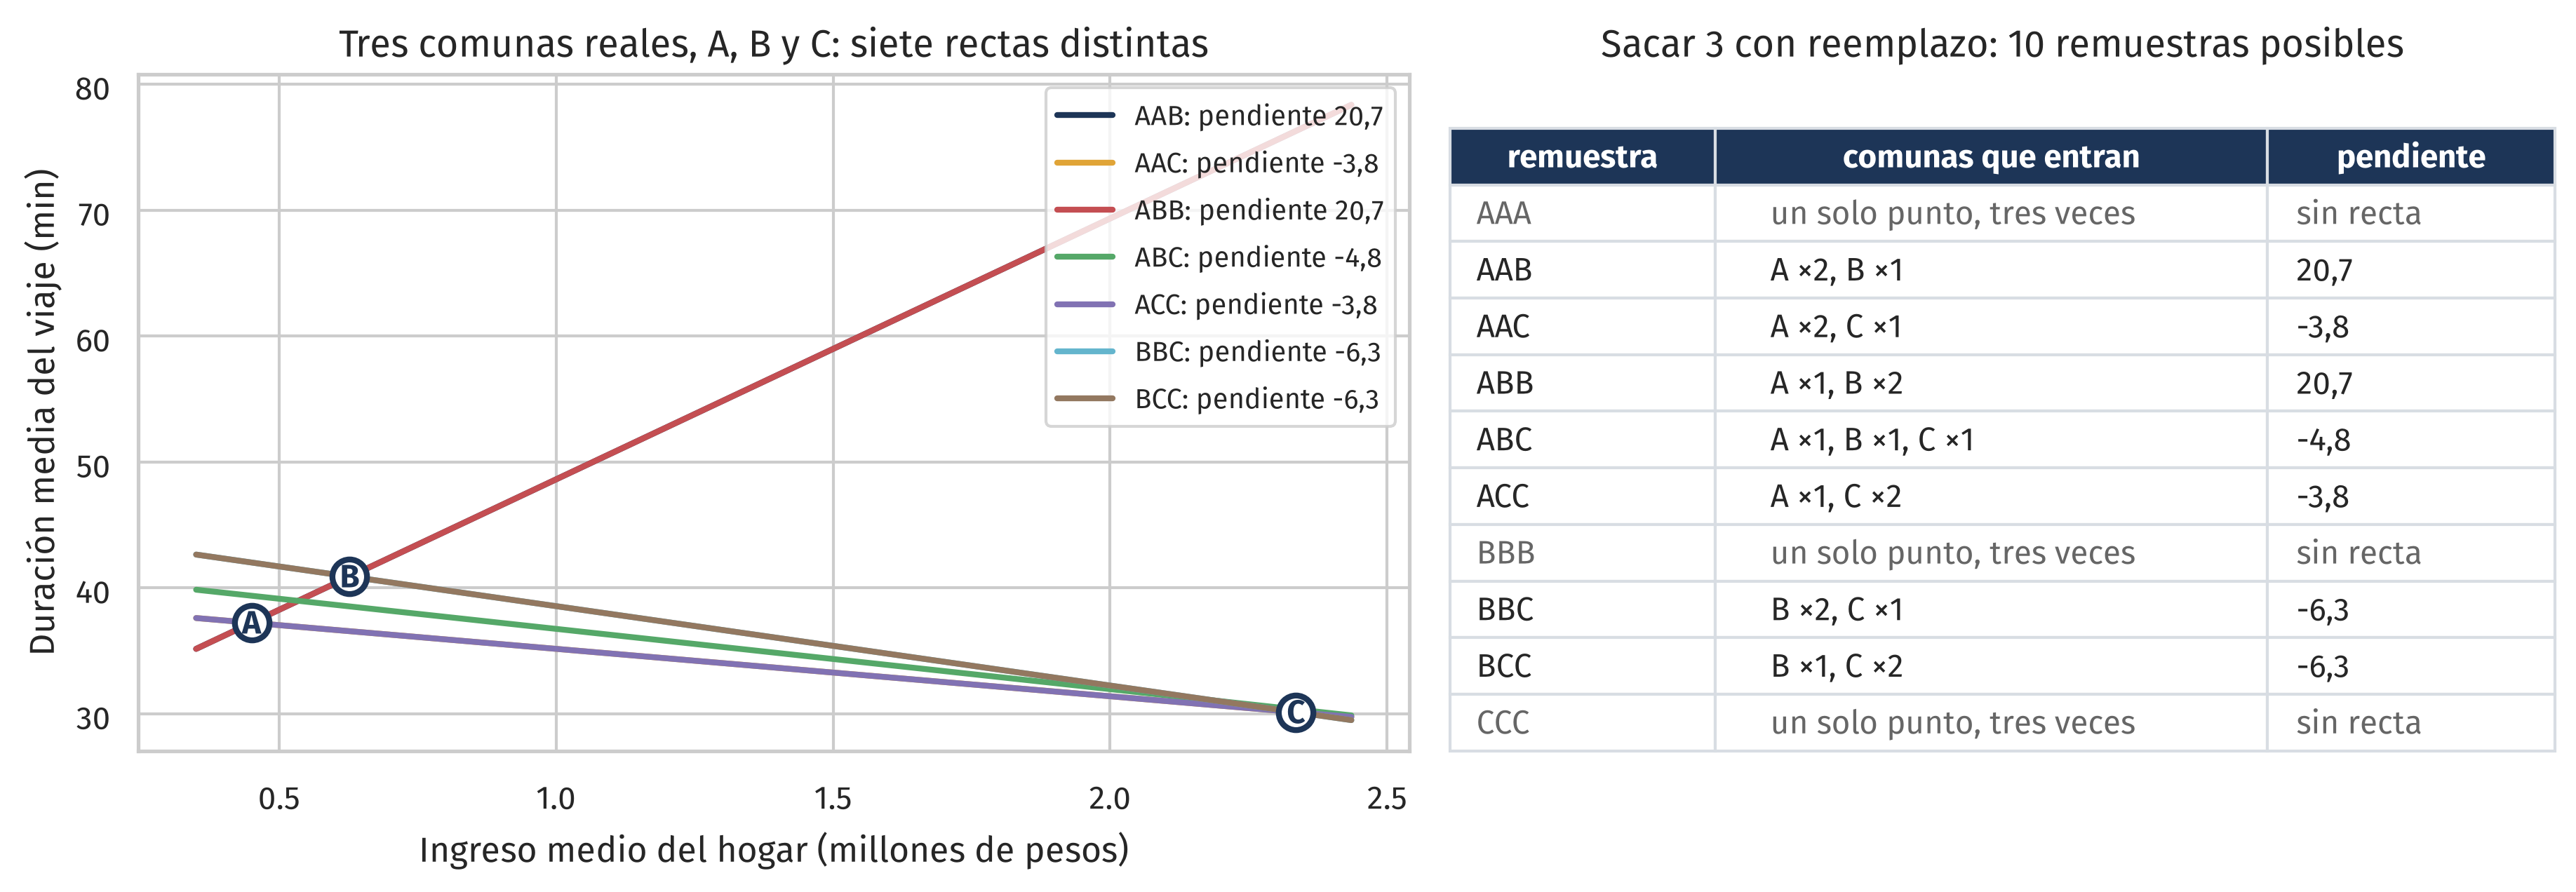 Tres comunas reales, A, B y C: siete rectas distintas
80
70
60
50
40
30
Duración media del viaje (min)
AAB: pendiente 20,7
AAC: pendiente -3,8
ABB: pendiente 20,7
ABC: pendiente -4,8
ACC: pendiente -3,8
BBC: pendiente -6,3
BCC: pendiente -6,3
A
B
C
0.5 1.0 1.5 2.0 2.5
Ingreso medio del hogar (millones de pesos)
Sacar 3 con reemplazo: 10 remuestras posibles
remuestra comunas que entran pendiente
AAA un solo punto, tres veces sin recta
AAB A ×2, B ×1 20,7
AAC A ×2, C ×1 -3,8
ABB A ×1, B ×2 20,7
ABC A ×1, B ×1, C ×1 -4,8
ACC A ×1, C ×2 -3,8
BBB un solo punto, tres veces sin recta
BBC B ×2, C ×1 -6,3
BCC B ×1, C ×2 -6,3
CCC un solo punto, tres veces sin recta